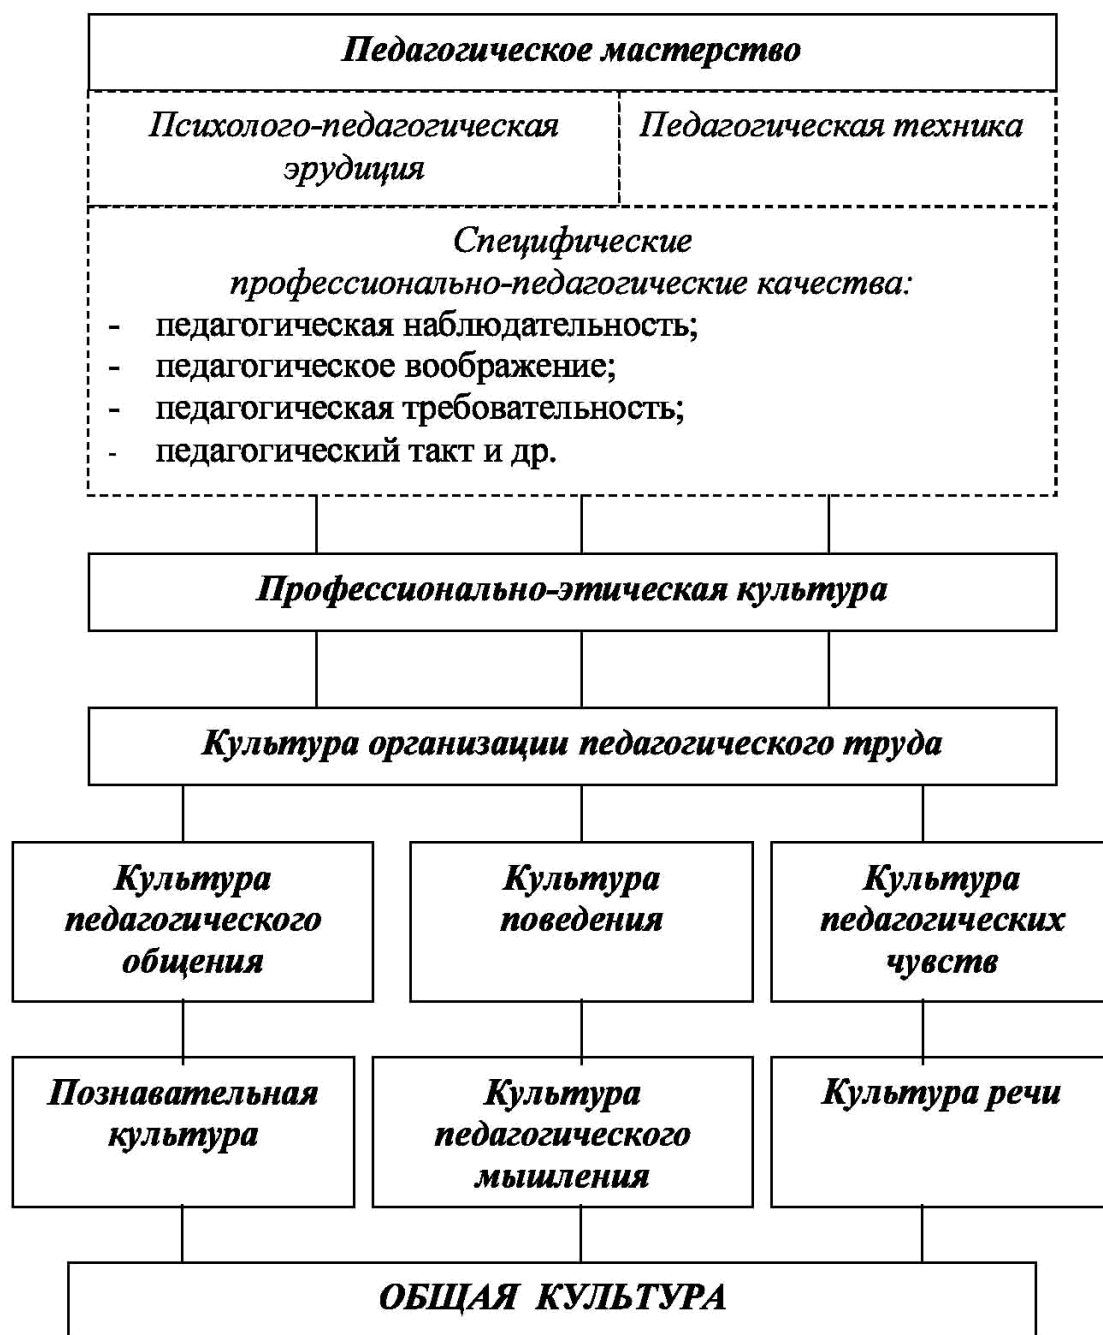 Педагогическое мастерство
Психолого-педагогическая
эрудиция
Педагогическая техника
Специфические
профессионально-педагогические качества:
- педагогическая наблюдательность;
- педагогическое воображение;
- педагогическая требовательность;
- педагогический такт и др.
Профессионально-этическая культура
Культура организации педагогического труда
Культура
педагогического
общения
Культура
поведения
Культура
педагогических
чувств
Познавательная
культура
Культура
педагогического
мышления
Культура речи
ОБЩАЯ КУЛЬТУРА